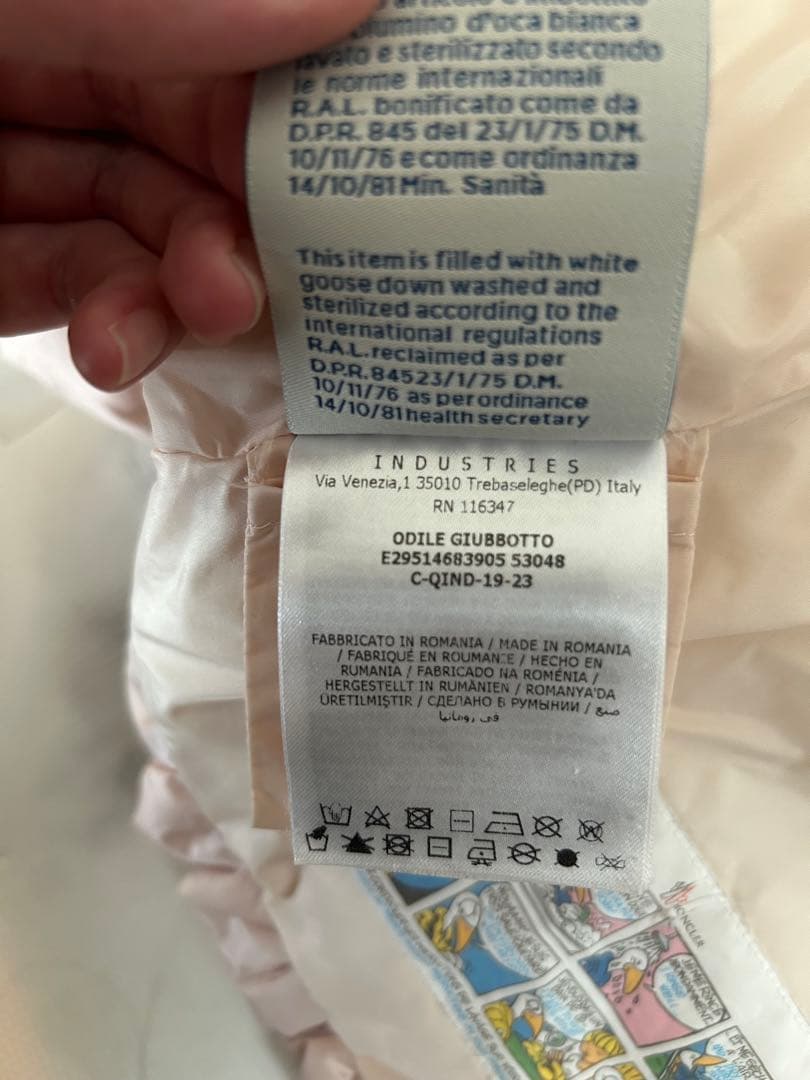 d'oca bianca
lavato e sterilizzato secondo
le norme internazionali
R.A.L. bonificato come da
D.P.R. 845 del 23/1/75 D.M.
10/11/76 e come ordinanza
14/10/81 Min. Sanità
This item is filled with white
goose down washed and
sterilized according to the
international regulations
R.A.L. reclaimed as per
D.P.R. 84523/1/75 D.M.
10/11/76 as per ordinance
14/10/81 health secretary
INDUSTRIES
Via Venezia,1 35010 Trebaseleghe(PD) Italy
RN 116347
ODILE GIUBBOTTO
E29514683905 53048
C-QIND-19-23
FABBRICATO IN ROMANIA / MADE IN ROMANIA
/ FABRIQUÉ EN ROUMANIE / HECHO EN
RUMANIA / FABRICADO NA ROMÉNIA /
HERGESTELLT IN RUMÄNIEN / ROMANYA'DA
ÜRETILMIŞTIR / СДЕЛАНО В РУМЫНИИ / صنع
في رومانيا
MONCLER